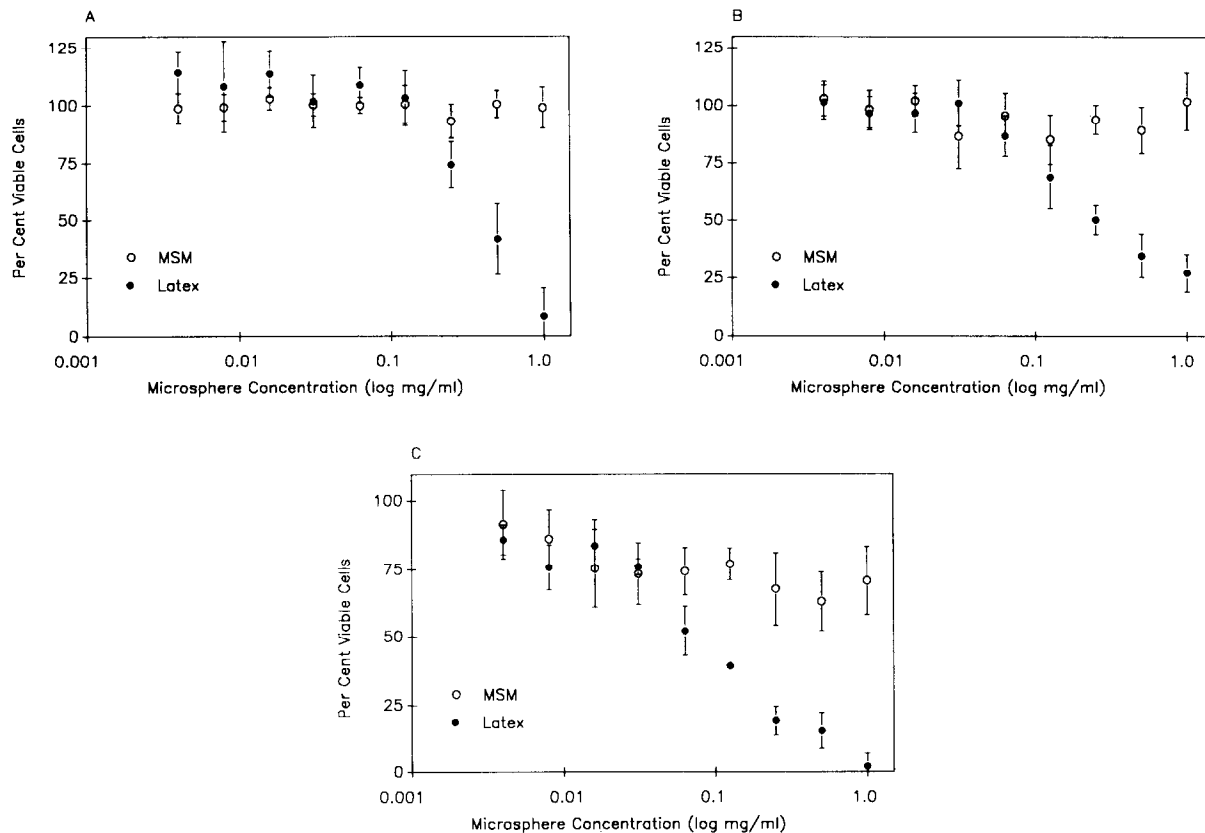 A
125
100
75
50
25
0
Per Cent Viable Cells
MSM
Latex
0.001
0.01
0.1
1.0
Microsphere Concentration (log mg/ml)
B
125
100
75
50
25
0
Per Cent Viable Cells
MSM
Latex
0.001
0.01
0.1
1.0
Microsphere Concentration (log mg/ml)
C
100
75
50
25
0
Per Cent Viable Cells
MSM
Latex
0.001
0.01
0.1
1.0
Microsphere Concentration (log mg/ml)